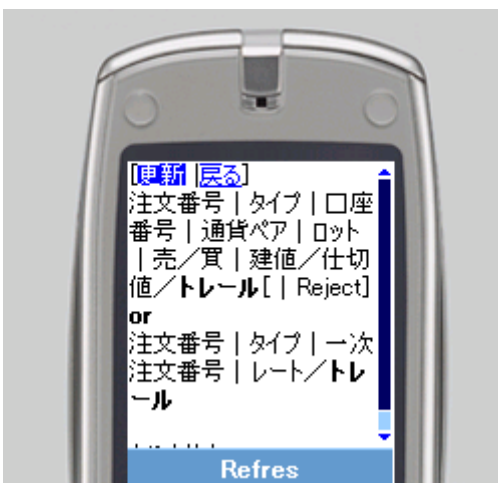 [更新 |戻る]
注文番号 | タイプ | 口座
番号 | 通貨ペア | ロット
| 売／買 | 建値／仕切
値／トレール[ | Reject]
or
注文番号 | タイプ | 一次
注文番号 | レート／トレ
ール
Refres